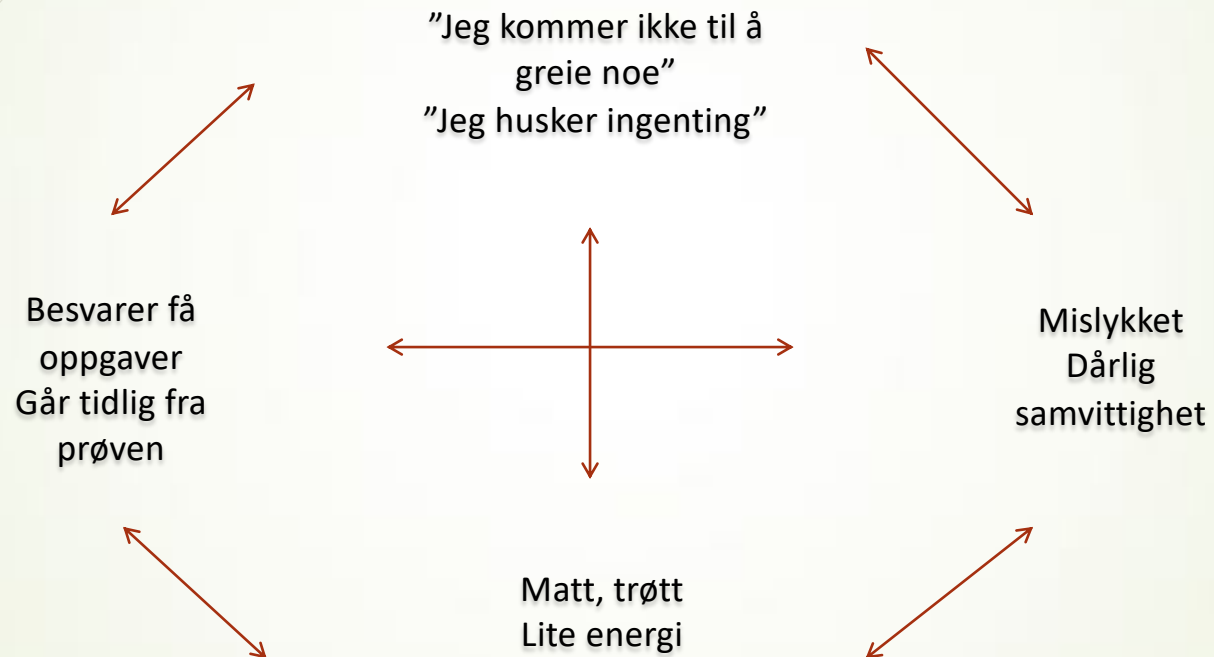 ”Jeg kommer ikke til å
greie noe”
”Jeg husker ingenting”
Besvarer få
oppgaver
Går tidlig fra
prøven
Mislykket
Dårlig
samvittighet
Matt, trøtt
Lite energi